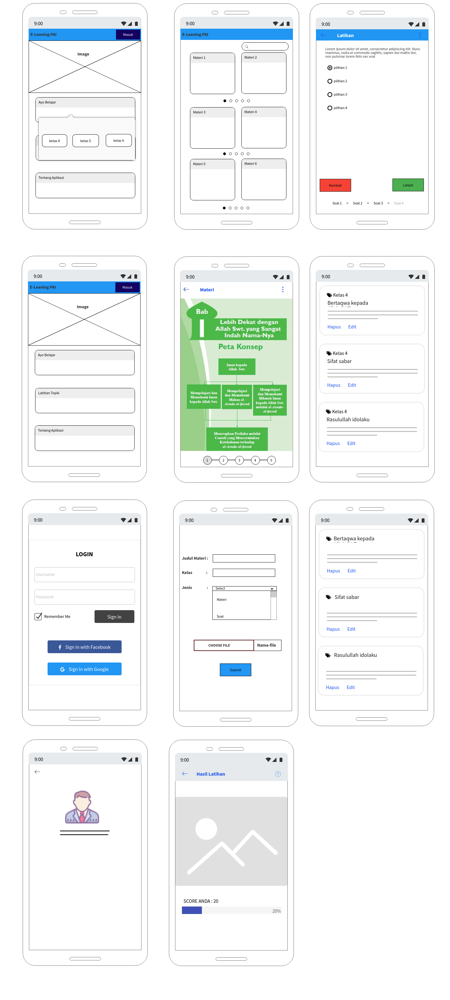 9:00
E-Leaning PAI
Masuk
Image
Ayo Belajar
kelas 4
kelas 5
kelas 6
Tentang Aplikasi
9:00
E-Leaning PAI
Materi 1
Materi 2
Materi 3
Materi 4
Materi 5
Materi 6
9:00
Latihan
Lorem ipsum dolor sit amet, consectetur adipiscing elit. Nunc
maximus, nulla ut commodo sagittis, sapien dui mattis dui,
non pulvinar lorem felis nec erat
pilihan 1
pilihan 2
pilihan 3
pilihan 4
Kembali
Lanjut
Soal 1 > Soal 2 > Soal 3 > Soal 4
9:00
E-Leaning PAI
Masuk
Image
Ayo Belajar
Latihan Topik
Tentang Aplikasi
9:00
Materi
Bab
I
Lebih Dekat dengan
Allah Swt. yang Sangat
Indah Nama-Nya
Peta Konsep
Iman kepada
Allah Swt.
Mempelajari dan
Memahami Iman
kepada Allah Swt.
Mempelajari
dan Memahami
Makna al-
Asmāu-al-ḥusnā
Mempelajari
dan Memahami
Hikmah Iman
kepada Allah Swt.
melalui al-Asmāu-
al-ḥusnā
Menerapkan Perilaku melalui
Contoh yang Mencerminkan
Keteladanan terhadap
al-Asmāu-al-ḥusnā
1 2 3 4 5
9:00
Kelas 4
Bertaqwa kepada
Hapus Edit
Kelas 4
Sifat sabar
Hapus Edit
Kelas 4
Rasulullah idolaku
Hapus Edit
9:00
LOGIN
Username
Password
Remember Me
Sign In
Sign In with Facebook
Sign In with Google
9:00
Judul Materi :
Kelas :
Jenis :
Select
Materi
Soal
CHOOSE FILE
Nama-file
Submit
9:00
Bertaqwa kepada
Hapus Edit
Sifat sabar
Hapus Edit
Rasulullah idolaku
Hapus Edit
9:00
9:00
Hasil Latihan
?
SCORE ANDA : 20
20%